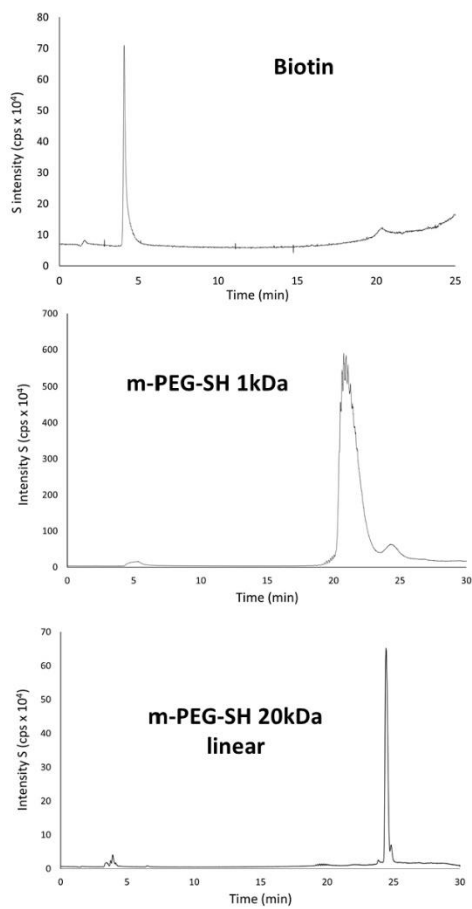 80
70
60
50
40
30
20
10
0
S intensity (cps x 10⁴)
Biotin
0 5 10 15 20 25
Time (min)
700
600
500
400
300
200
100
0
Intensity S (cps x 10⁴)
m-PEG-SH 1kDa
0 5 10 15 20 25 30
Time (min)
70
60
50
40
30
20
10
0
Intensity S (cps x 10⁴)
m-PEG-SH 20kDa
linear
0 5 10 15 20 25 30
Time (min)